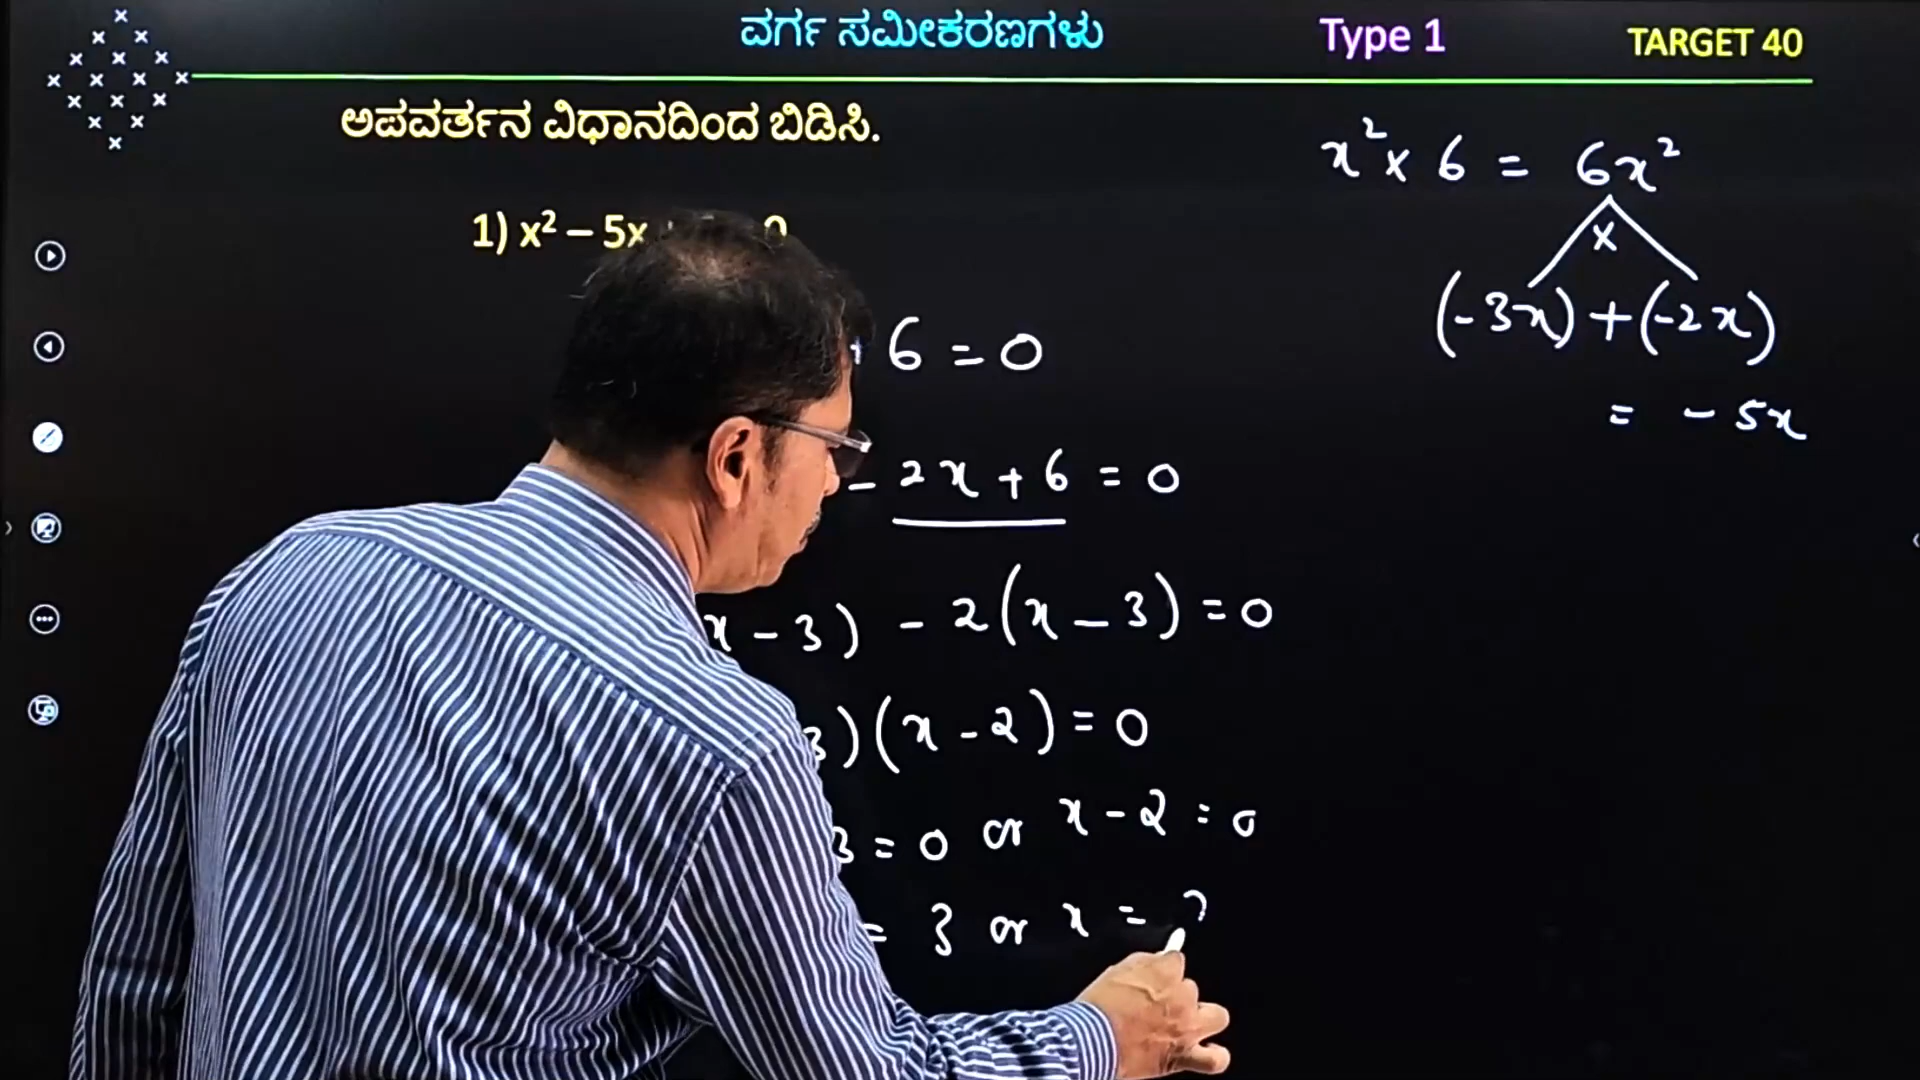 ವರ್ಗ ಸಮೀಕರಣಗಳು Type 1 TARGET 40
ಅಪವರ್ತನ ವಿಧಾನದಿಂದ ಬಿಡಿಸಿ.
1) x² – 5x
+ 6 = 0
- 2x + 6 = 0
x - 3) - 2(x - 3) = 0
3)(x - 2) = 0
3 = 0 or x - 2 = 0
= 3 or x =
x² × 6 = 6x²
×
(-3x) + (-2x)
= - 5x